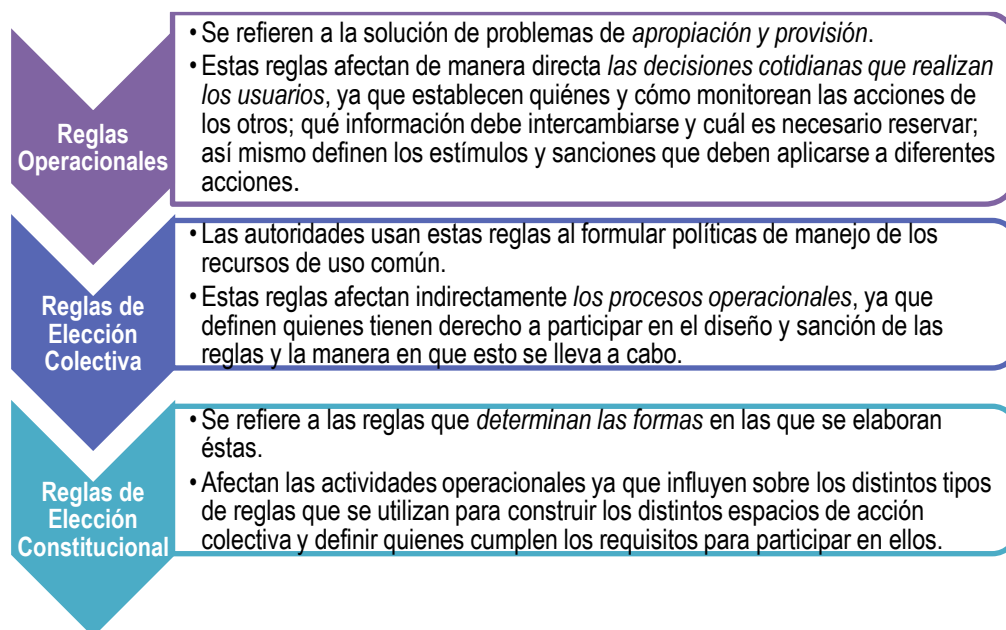 Reglas
Operacionales
• Se refieren a la solución de problemas de apropiación y provisión.
• Estas reglas afectan de manera directa las decisiones cotidianas que realizan
los usuarios, ya que establecen quiénes y cómo monitorean las acciones de
los otros; qué información debe intercambiarse y cuál es necesario reservar;
así mismo definen los estímulos y sanciones que deben aplicarse a diferentes
acciones.
Reglas de
Elección
Colectiva
• Las autoridades usan estas reglas al formular políticas de manejo de los
recursos de uso común.
• Estas reglas afectan indirectamente los procesos operacionales, ya que
definen quienes tienen derecho a participar en el diseño y sanción de las
reglas y la manera en que esto se lleva a cabo.
Reglas de
Elección
Constitucional
• Se refiere a las reglas que determinan las formas en las que se elaboran
éstas.
• Afectan las actividades operacionales ya que influyen sobre los distintos tipos
de reglas que se utilizan para construir los distintos espacios de acción
colectiva y definir quienes cumplen los requisitos para participar en ellos.